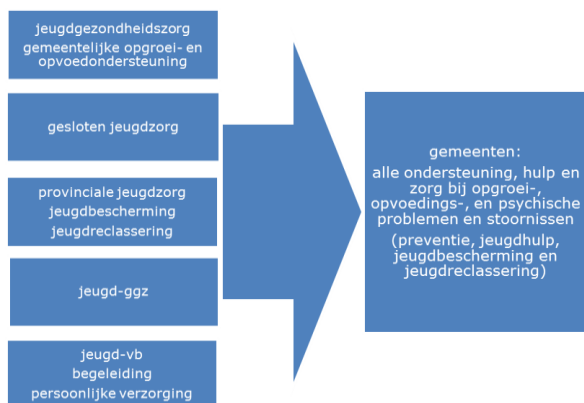 jeugdgezondheidszorg
gemeentelijke opgroei- en
opvoedondersteuning
gesloten jeugdzorg
provinciale jeugdzorg
jeugdbescherming
jeugdreclassering
jeugd-ggz
jeugd-vb
begeleiding
persoonlijke verzorging
gemeenten:
alle ondersteuning, hulp en
zorg bij opgroei-,
opvoedings-, en psychische
problemen en stoornissen
(preventie, jeugdhulp,
jeugdbescherming en
jeugdreclassering)